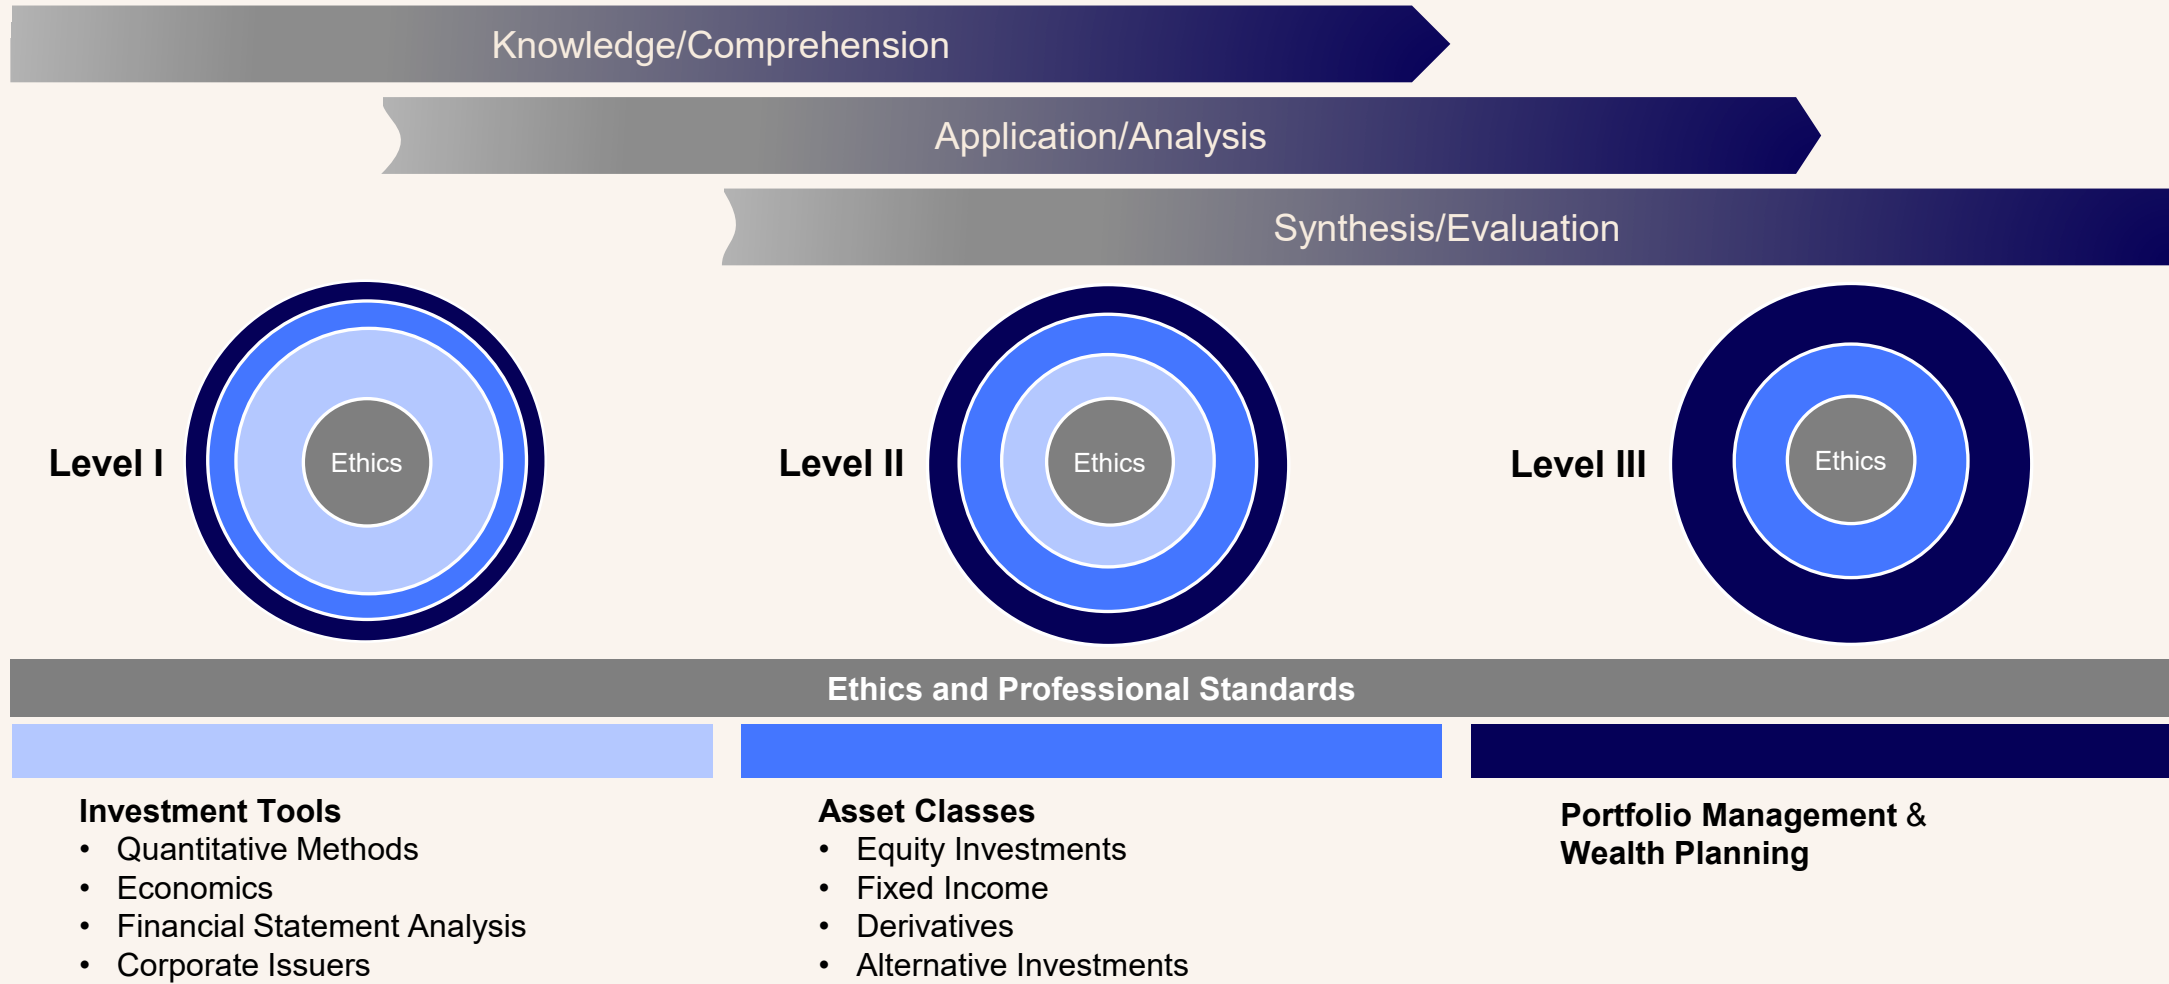 Knowledge/Comprehension
Application/Analysis
Synthesis/Evaluation
Level I
Ethics
Level II
Ethics
Level III
Ethics
Ethics and Professional Standards
Investment Tools
• Quantitative Methods
• Economics
• Financial Statement Analysis
• Corporate Issuers
Asset Classes
• Equity Investments
• Fixed Income
• Derivatives
• Alternative Investments
Portfolio Management &
Wealth Planning